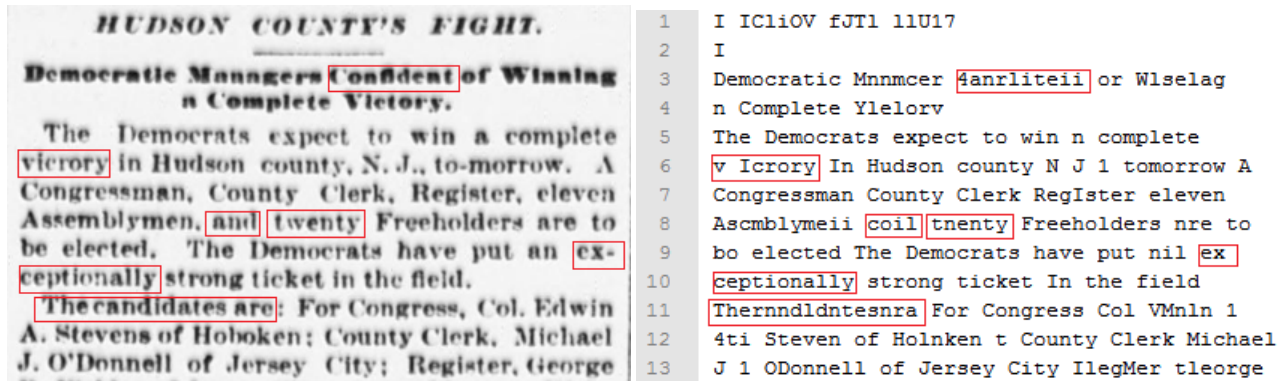 HUDSON COUNTY'S FIGHT.
Democratic Managers Confident of Winning
a Complete Victory.
The Democrats expect to win a complete
vicrory in Hudson county, N. J., to-morrow. A
Congressman, County Clerk, Register, eleven
Assemblymen, and twenty Freeholders are to
be elected. The Democrats have put an ex-
ceptionally strong ticket in the field.
The candidates are: For Congress, Col. Edwin
A. Stevens of Hoboken; County Clerk, Michael
J. O'Donnell of Jersey City; Register, George
1 I ICliOV fJTl llU17
2 I
3 Democratic Mnnmcer 4anrliteii or Wlselag
4 n Complete Ylelorv
5 The Democrats expect to win n complete
6 v Icrory In Hudson county N J 1 tomorrow A
7 Congressman County Clerk RegIster eleven
8 Ascmblymeii coil tnenty Freeholders nre to
9 bo elected The Democrats have put nil ex
10 ceptionally strong ticket In the field
11 Thernndldntesnra For Congress Col VMnln 1
12 4ti Steven of Holnken t County Clerk Michael
13 J 1 ODonnell of Jersey City IlegMer tleorge